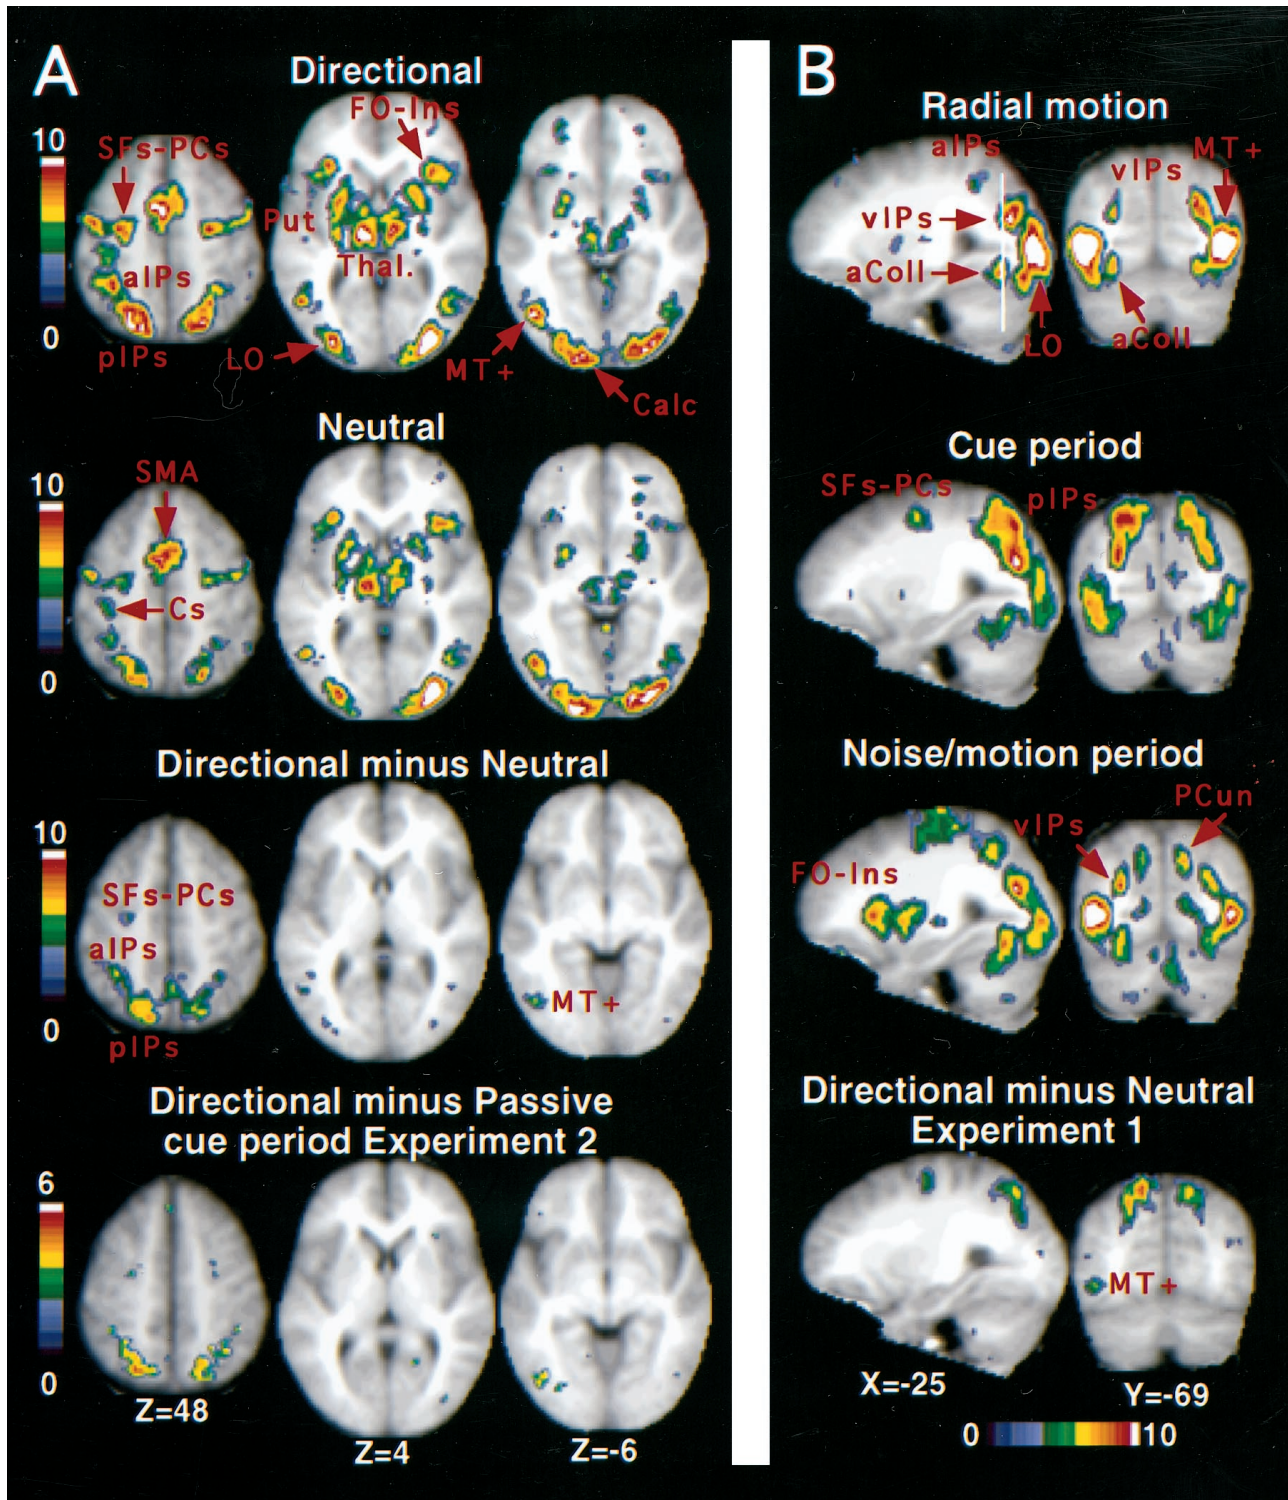 A
Directional
FO-Ins
10
SFs-PCs
Put
aIPs
Thal.
0
pIPs
LO
MT+
Calc
Neutral
10
SMA
Cs
0
Directional minus Neutral
10
SFs-PCs
aIPs
MT+
0
pIPs
Directional minus Passive
cue period Experiment 2
6
0
Z=48
Z=4
Z=-6
B
Radial motion
aIPs
MT+
vIPs
vIPs
aColl
LO
aColl
Cue period
SFs-PCs
pIPs
Noise/motion period
PCun
vIPs
FO-Ins
Directional minus Neutral
Experiment 1
MT+
X=-25
Y=-69
0
10